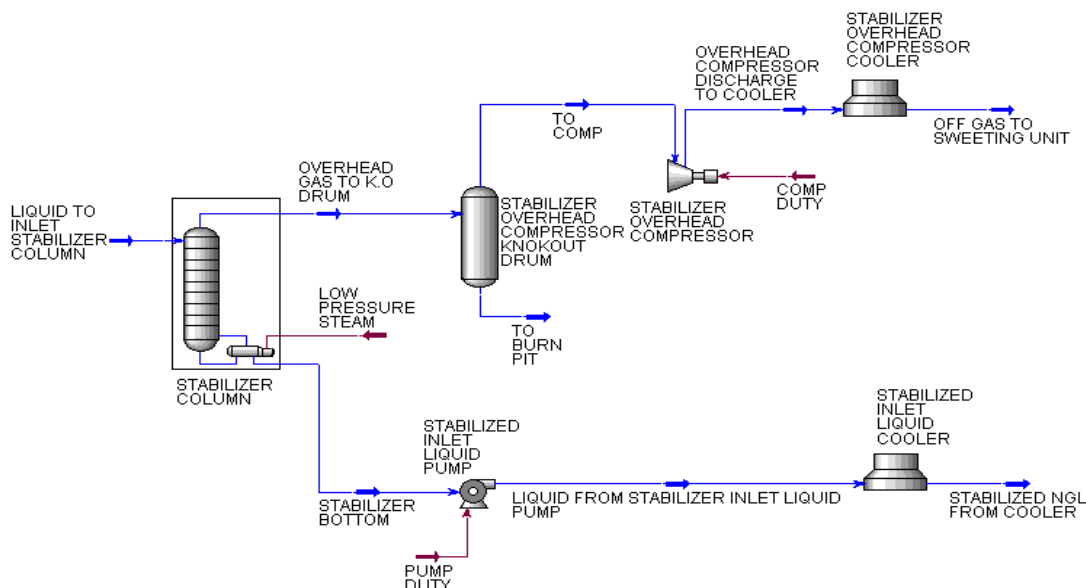 STABILIZER
OVERHEAD
COMPRESSOR
COOLER
OVERHEAD
COMPRESSOR
DISCHARGE
TO COOLER
TO
COMP
OFF GAS TO
SWEETING UNIT
OVERHEAD
GAS TO K.O
DRUM
STABILIZER
OVERHEAD
COMPRESSOR
KNOKOUT
DRUM
COMP
DUTY
STABILIZER
OVERHEAD
COMPRESSOR
LIQUID TO
INLET
STABILIZER
COLUMN
LOW
PRESSURE
STEAM
TO
BURN
PIT
STABILIZER
COLUMN
STABILIZED
INLET
LIQUID
PUMP
STABILIZED
INLET
LIQUID
COOLER
STABILIZER
BOTTOM
LIQUID FROM STABILIZER INLET LIQUID
PUMP
STABILIZED NGL
FROM COOLER
PUMP
DUTY